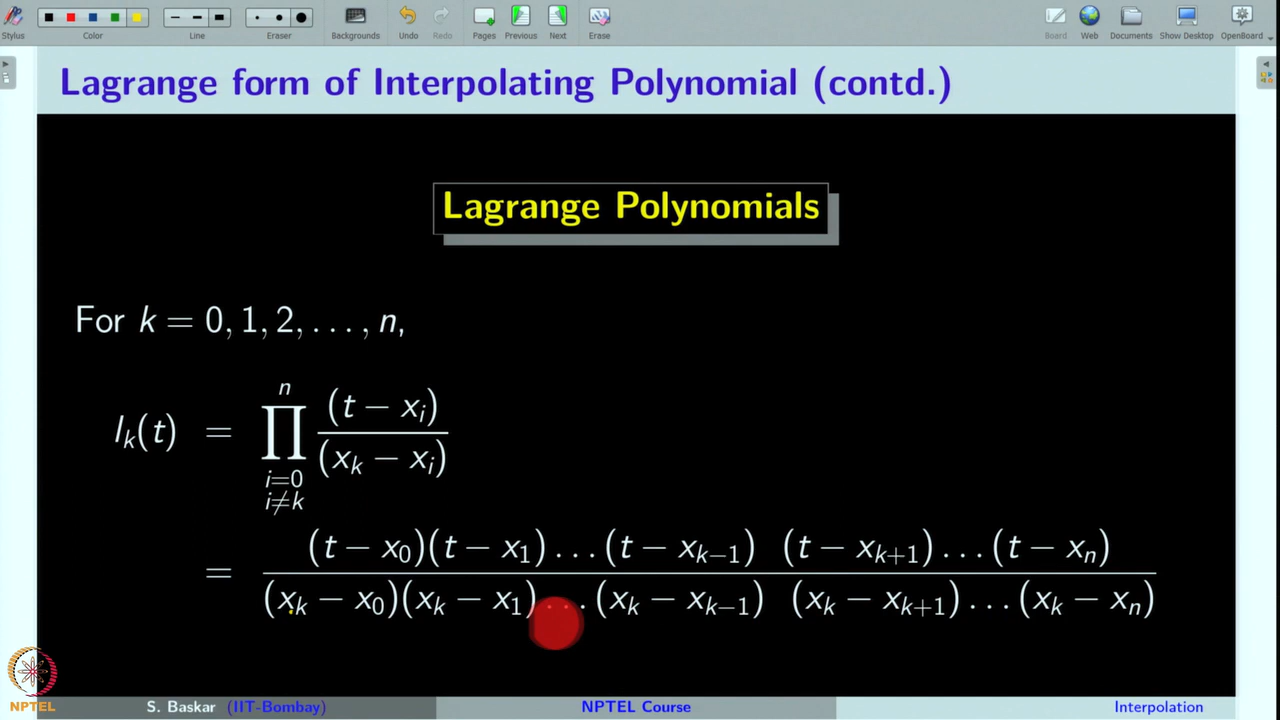 Stylus Color Line Eraser Backgrounds Undo Redo Pages Previous Next Erase Board Web Documents Show Desktop OpenBoard
Lagrange form of Interpolating Polynomial (contd.)
Lagrange Polynomials
For k = 0, 1, 2, . . . , n,
l_k(t) = ∏_{i=0, i≠k}^{n} (t − x_i) / (x_k − x_i)
= (t − x_0)(t − x_1) . . . (t − x_{k−1}) (t − x_{k+1}) . . . (t − x_n)
(x_k − x_0)(x_k − x_1) . . . (x_k − x_{k−1}) (x_k − x_{k+1}) . . . (x_k − x_n)
NPTEL
S. Baskar (IIT-Bombay) NPTEL Course Interpolation